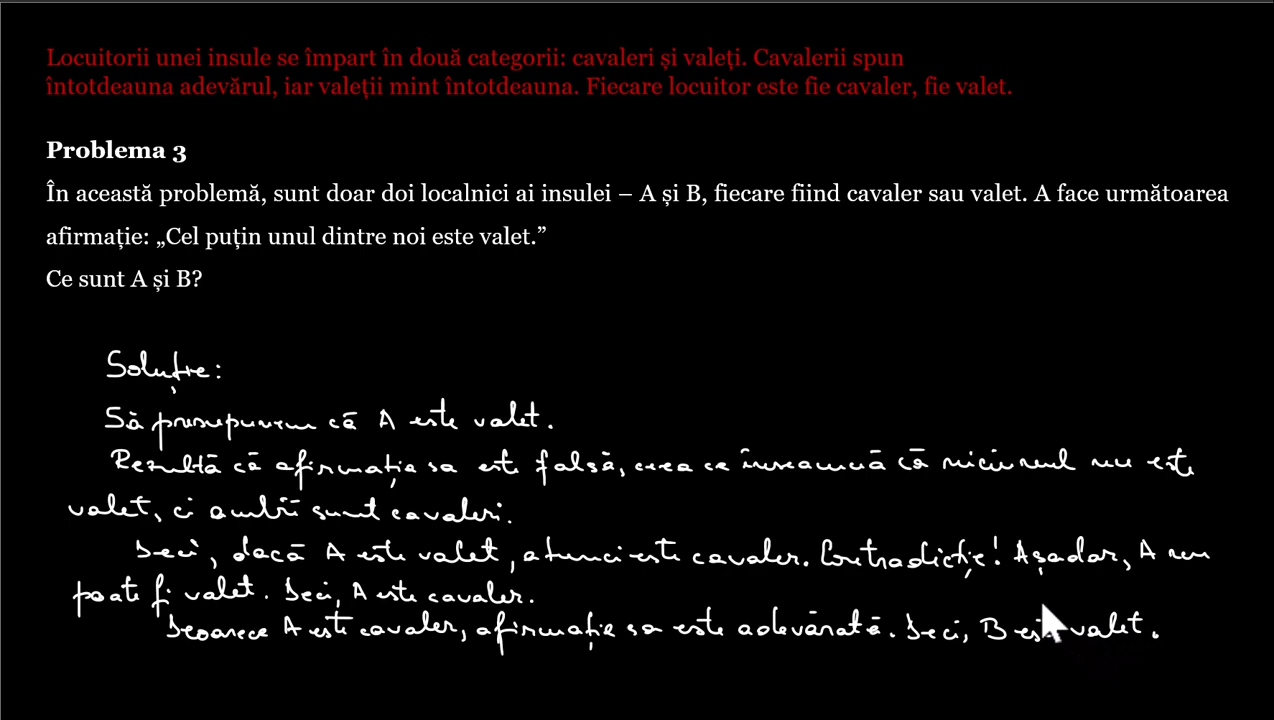 Locuitorii unei insule se împart în două categorii: cavaleri și valeți. Cavalerii spun
întotdeauna adevărul, iar valeții mint întotdeauna. Fiecare locuitor este fie cavaler, fie valet.
Problema 3
În această problemă, sunt doar doi localnici ai insulei – A și B, fiecare fiind cavaler sau valet. A face următoarea
afirmație: „Cel puțin unul dintre noi este valet.”
Ce sunt A și B?
Soluție:
Să presupunem că A este valet.
Rezultă că afirmația sa este falsă, ceea ce înseamnă că niciunul nu este
valet, ci ambii sunt cavaleri.
Deci, dacă A este valet, atunci este cavaler. Contradicție! Așadar, A nu
poate fi valet. Deci, A este cavaler.
Deoarece A este cavaler, afirmația sa este adevărată. Deci, B este valet.